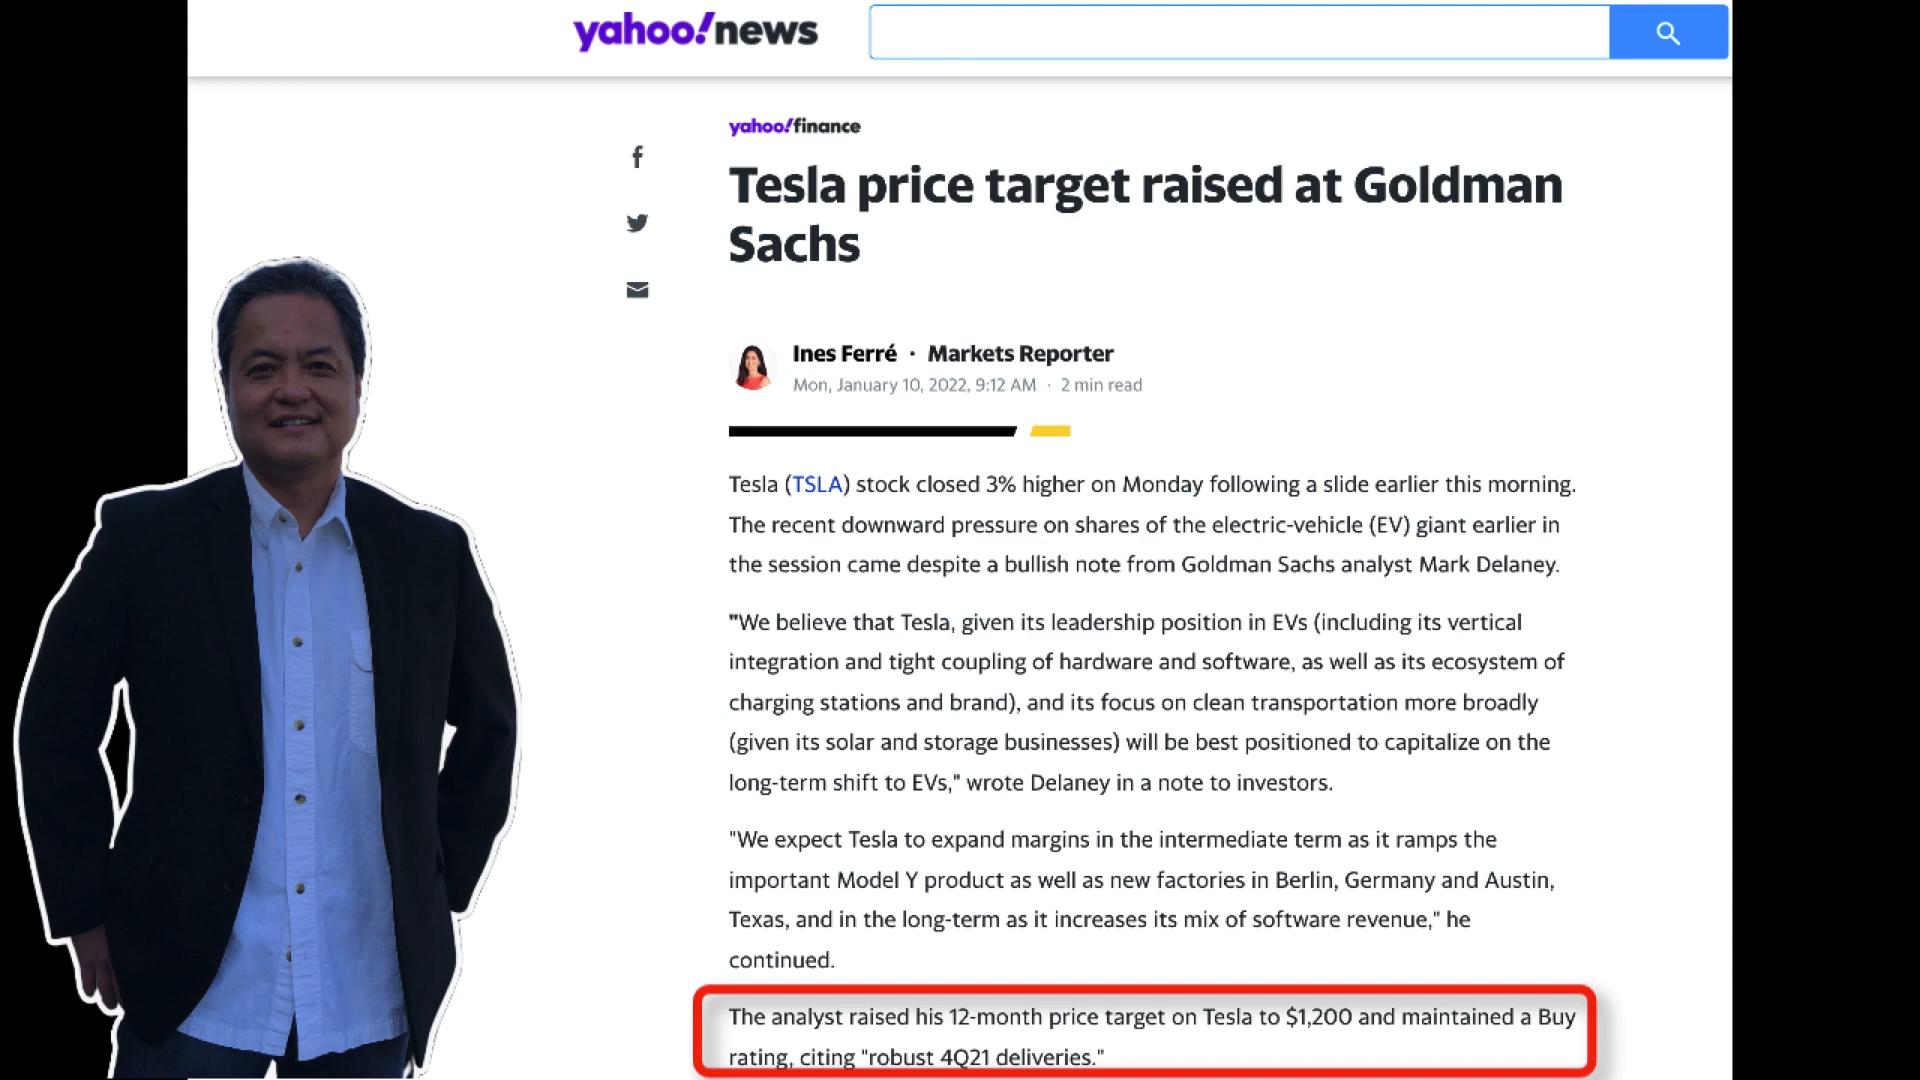 yahoo!news
yahoo!finance
Tesla price target raised at Goldman
Sachs
Ines Ferré · Markets Reporter
Mon, January 10, 2022, 9:12 AM · 2 min read
Tesla (TSLA) stock closed 3% higher on Monday following a slide earlier this morning.
The recent downward pressure on shares of the electric-vehicle (EV) giant earlier in
the session came despite a bullish note from Goldman Sachs analyst Mark Delaney.
"We believe that Tesla, given its leadership position in EVs (including its vertical
integration and tight coupling of hardware and software, as well as its ecosystem of
charging stations and brand), and its focus on clean transportation more broadly
(given its solar and storage businesses) will be best positioned to capitalize on the
long-term shift to EVs," wrote Delaney in a note to investors.
"We expect Tesla to expand margins in the intermediate term as it ramps the
important Model Y product as well as new factories in Berlin, Germany and Austin,
Texas, and in the long-term as it increases its mix of software revenue," he
continued.
The analyst raised his 12-month price target on Tesla to $1,200 and maintained a Buy
rating, citing "robust 4Q21 deliveries."